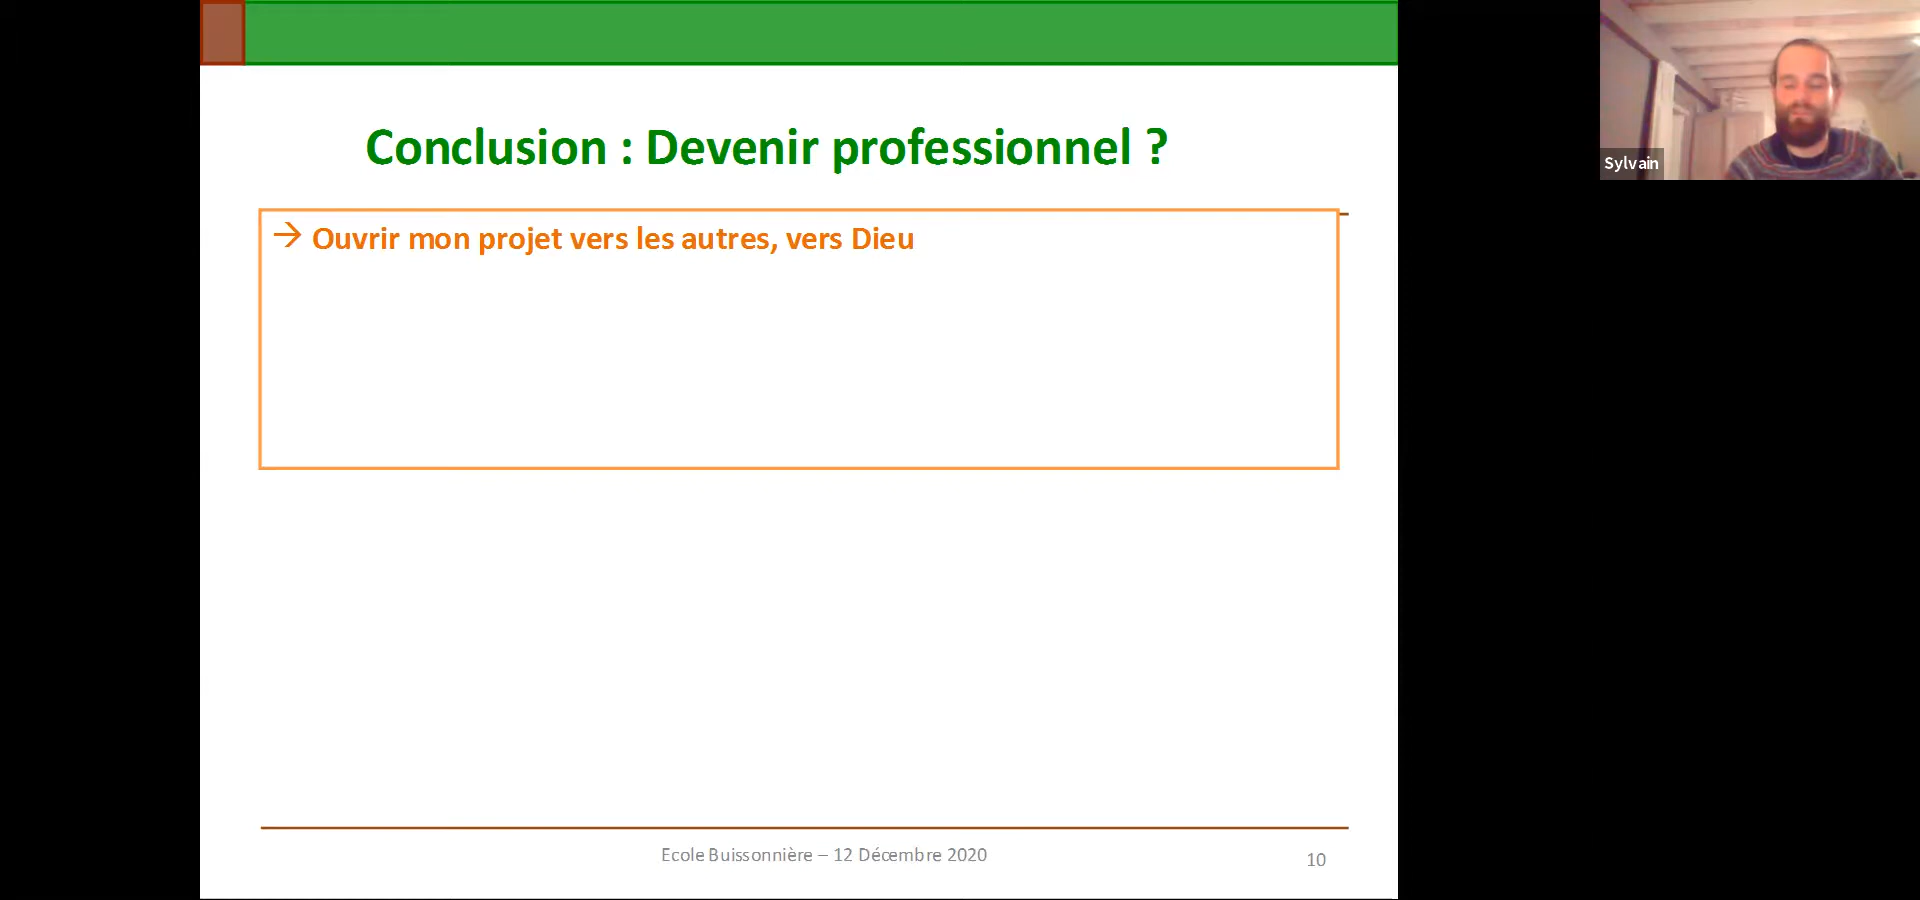 Conclusion : Devenir professionnel ?
→ Ouvrir mon projet vers les autres, vers Dieu
Ecole Buissonnière – 12 Décembre 2020
10
Sylvain